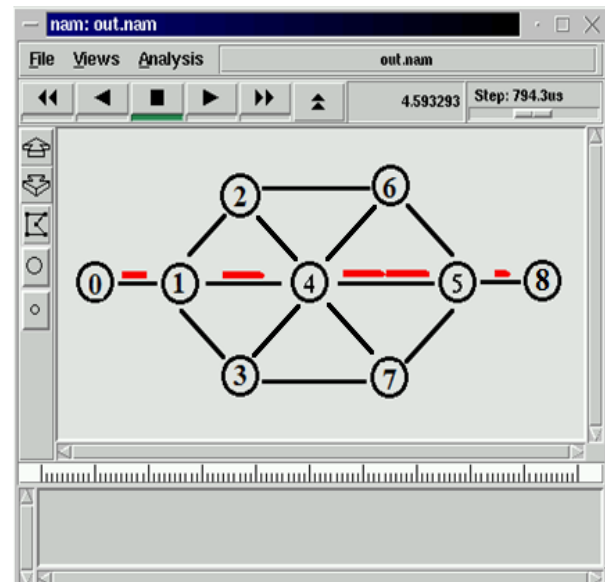 nam: out.nam
File Views Analysis out.nam
4.593293 Step: 794.3us
2 6
0 1 4 5 8
3 7